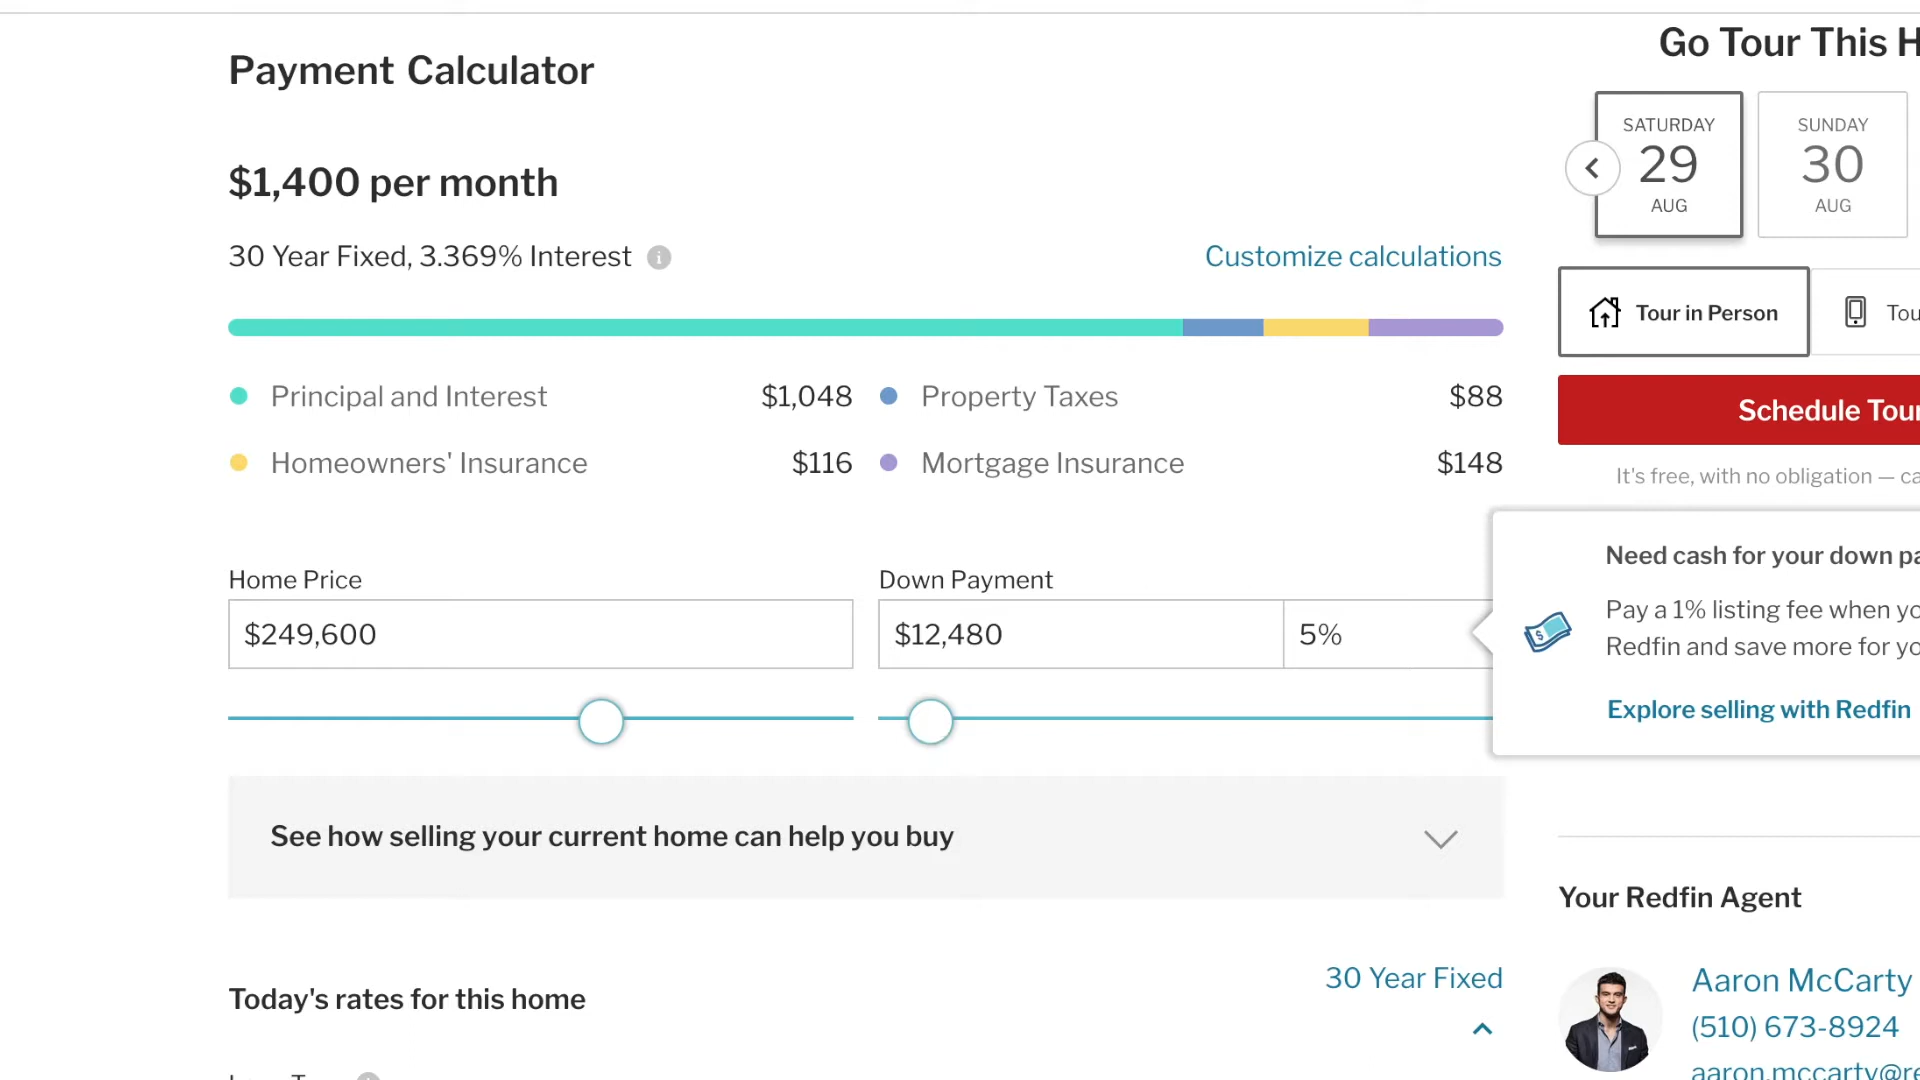 Payment Calculator
$1,400 per month
30 Year Fixed, 3.369% Interest
Customize calculations
Principal and Interest $1,048
Property Taxes $88
Homeowners' Insurance $116
Mortgage Insurance $148
Home Price
$249,600
Down Payment
$12,480 5%
See how selling your current home can help you buy
Today's rates for this home
30 Year Fixed
Go Tour This H
SATURDAY
29
AUG
SUNDAY
30
AUG
Tour in Person
Tou
Schedule Tour
It's free, with no obligation — ca
Need cash for your down pa
Pay a 1% listing fee when yo
Redfin and save more for yo
Explore selling with Redfin
Your Redfin Agent
Aaron McCarty
(510) 673-8924
aaron.mccarty@re